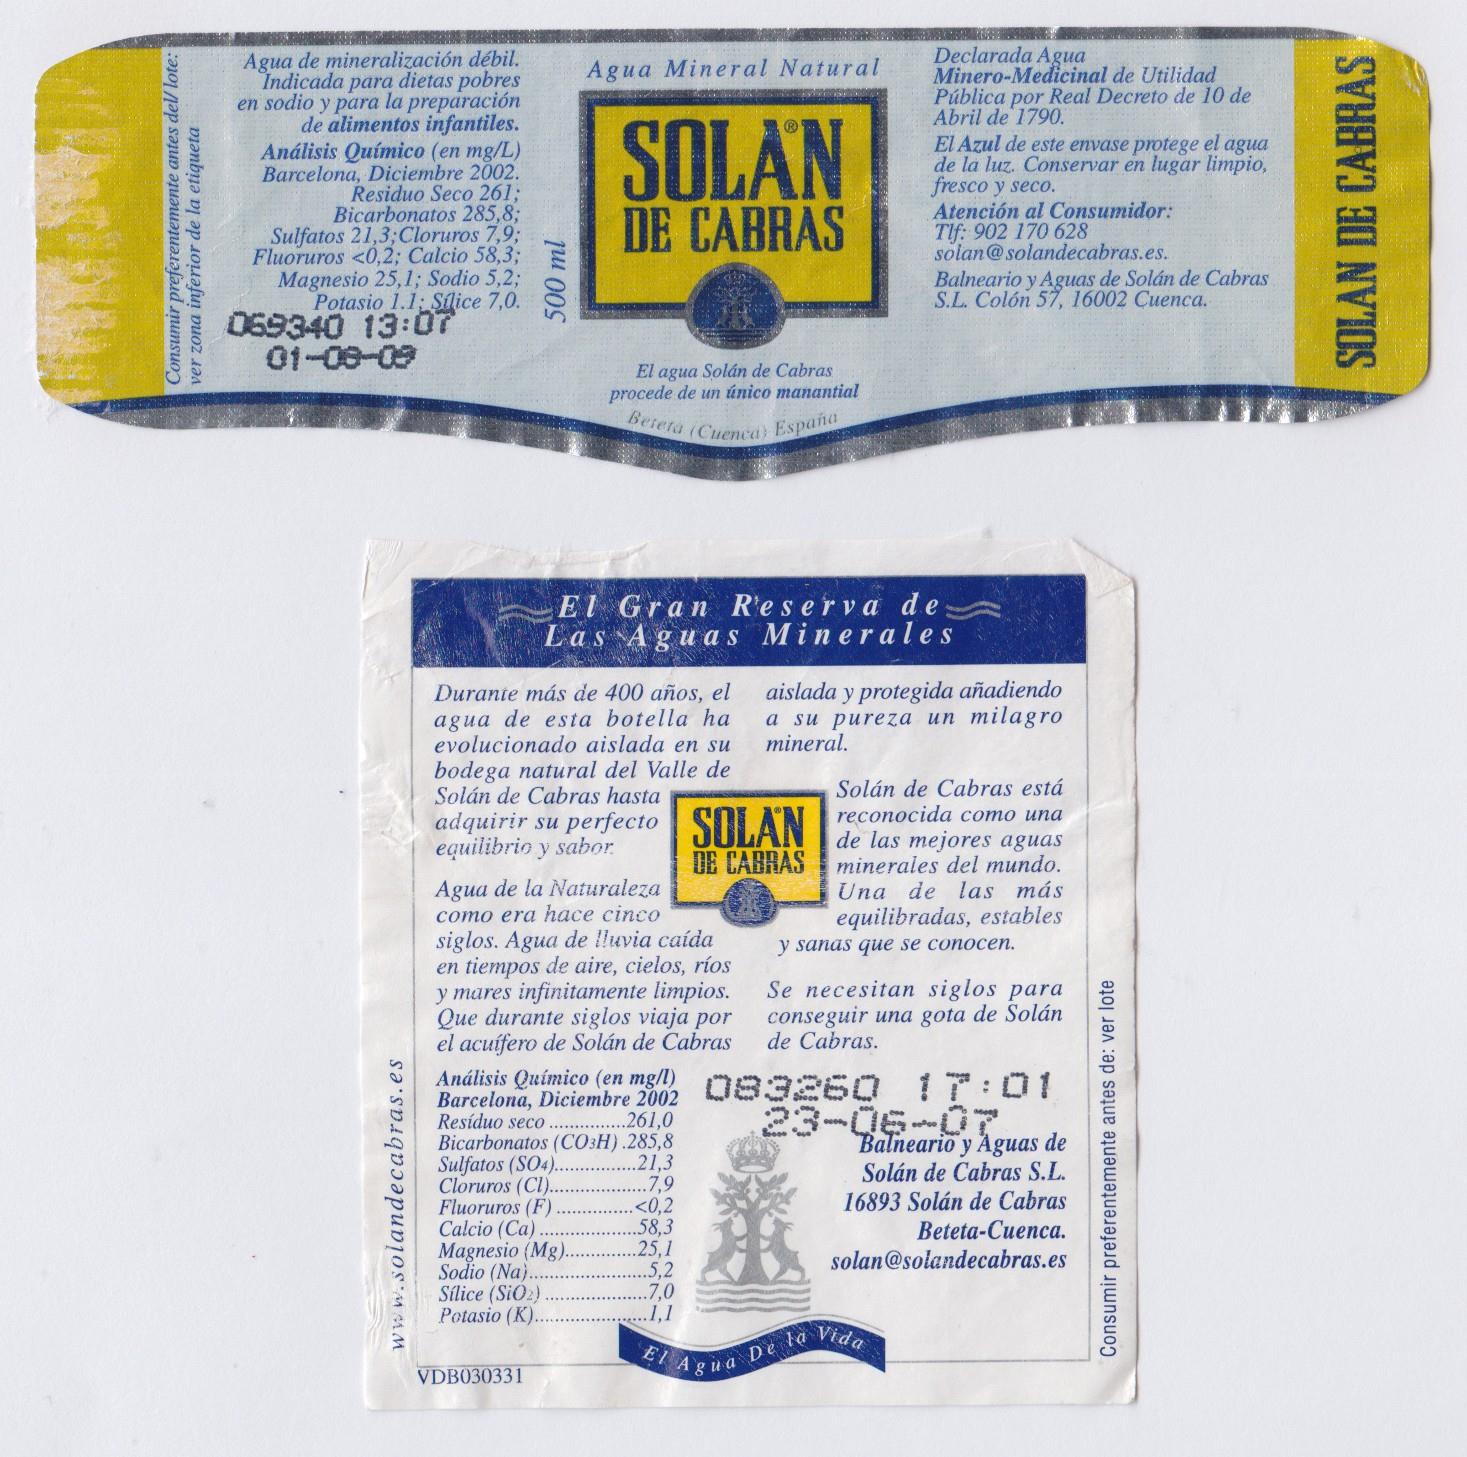 Consumir preferentemente antes del/ lote:
ver zona inferior de la etiqueta
Agua de mineralización débil.
Indicada para dietas pobres
en sodio y para la preparación
de alimentos infantiles.
Análisis Químico (en mg/L)
Barcelona, Diciembre 2002.
Residuo Seco 261;
Bicarbonatos 285,8;
Sulfatos 21,3;Cloruros 7,9;
Fluoruros <0,2; Calcio 58,3;
Magnesio 25,1; Sodio 5,2;
Potasio 1.1; Sílice 7,0.
069340 13:07
01-08-09
500 ml
Agua Mineral Natural
SOLÁN®
DE CABRAS
El agua Solán de Cabras
procede de un único manantial
Beteta (Cuenca) España
Declarada Agua
Minero-Medicinal de Utilidad
Pública por Real Decreto de 10 de
Abril de 1790.
El Azul de este envase protege el agua
de la luz. Conservar en lugar limpio,
fresco y seco.
Atención al Consumidor:
Tlf: 902 170 628
solan@solandecabras.es.
Balneario y Aguas de Solán de Cabras
S.L. Colón 57, 16002 Cuenca.
SOLAN DE CABRAS
El Gran Reserva de
Las Aguas Minerales
Durante más de 400 años, el
agua de esta botella ha
evolucionado aislada en su
bodega natural del Valle de
Solán de Cabras hasta
adquirir su perfecto
equilibrio y sabor.
Agua de la Naturaleza
como era hace cinco
siglos. Agua de lluvia caída
en tiempos de aire, cielos, ríos
y mares infinitamente limpios.
Que durante siglos viaja por
el acuífero de Solán de Cabras
aislada y protegida añadiendo
a su pureza un milagro
mineral.
SOLÁN®
DE CABRAS
Solán de Cabras está
reconocida como una
de las mejores aguas
minerales del mundo.
Una de las más
equilibradas, estables
y sanas que se conocen.
Se necesitan siglos para
conseguir una gota de Solán
de Cabras.
Análisis Químico (en mg/l)
Barcelona, Diciembre 2002
Resíduo seco ...............261,0
Bicarbonatos (CO3H) .285,8
Sulfatos (SO4)................21,3
Cloruros (Cl)...................7,9
Fluoruros (F) ...............<0,2
Calcio (Ca) ...................58,3
Magnesio (Mg)..............25,1
Sodio (Na).......................5,2
Sílice (SiO2) ....................7,0
Potasio (K)......................1,1
083260 17:01
23-06-07
Balneario y Aguas de
Solán de Cabras S.L.
16893 Solán de Cabras
Beteta-Cuenca.
solan@solandecabras.es
El Agua De la Vida
www.solandecabras.es
Consumir preferentemente antes de: ver lote
VDB030331